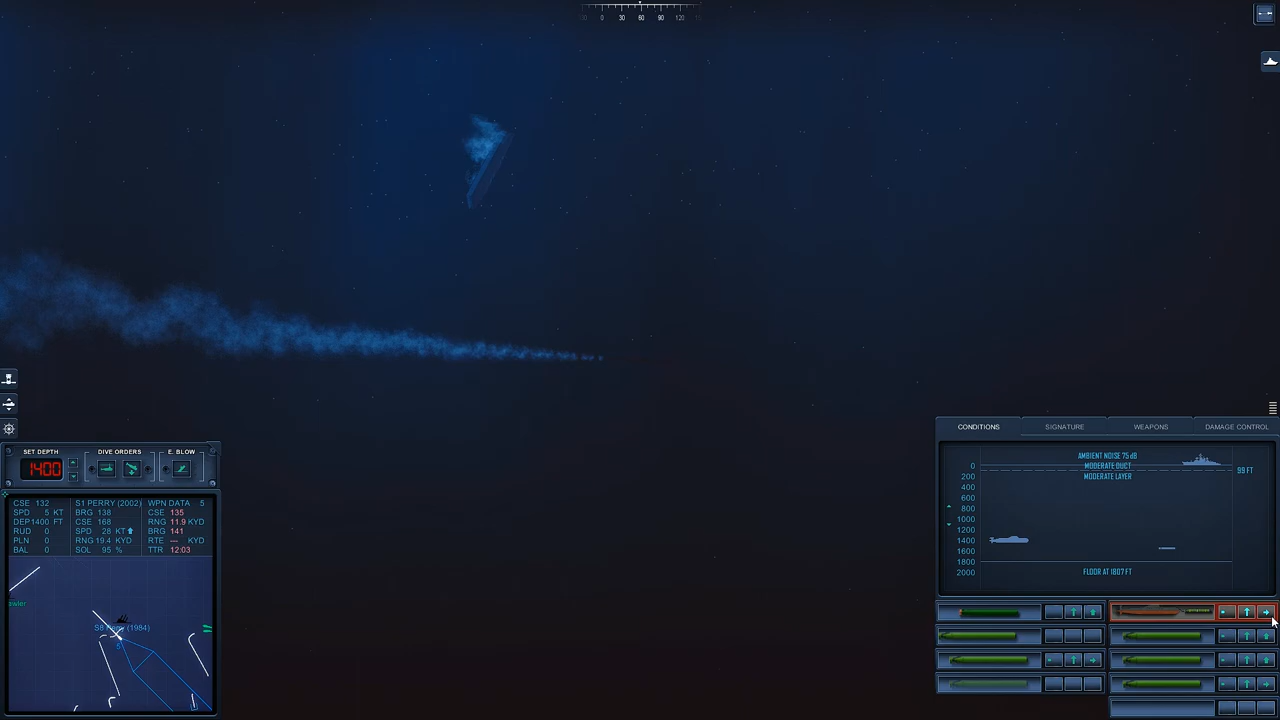 0 30 60 90 120
SET DEPTH DIVE ORDERS E. BLOW
1400
CSE 132 S1 PERRY (2002) WPN DATA 5
SPD 5 KT BRG 138 CSE 135
DEP 1400 FT CSE 168 RNG 11.9 KYD
RUD 0 SPD 28 KT BRG 141
PLN 0 RNG 19.4 KYD RTE --- KYD
BAL 0 SOL 95 % TTR 12:03
awler
S8 Perry (1984)
5
CONDITIONS SIGNATURE WEAPONS DAMAGE CONTROL
AMBIENT NOISE 75 dB
0 MODERATE DUCT 99 FT
200 MODERATE LAYER
400
600
800
1000
1200
1400
1600
1800
2000 FLOOR AT 1807 FT